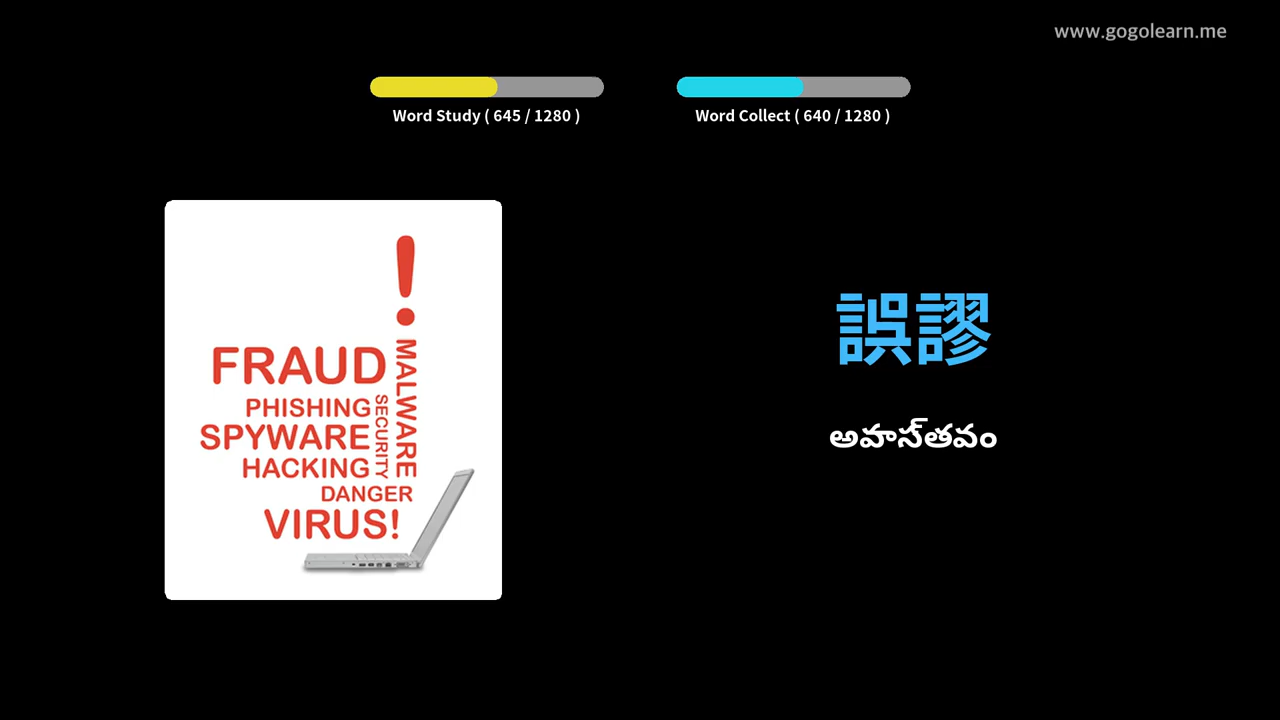 www.gogolearn.me
Word Study ( 645 / 1280 )
Word Collect ( 640 / 1280 )
!
FRAUD
MALWARE
PHISHING
SECURITY
SPYWARE
HACKING
DANGER
VIRUS!
誤謬
అవాస్‌తవం